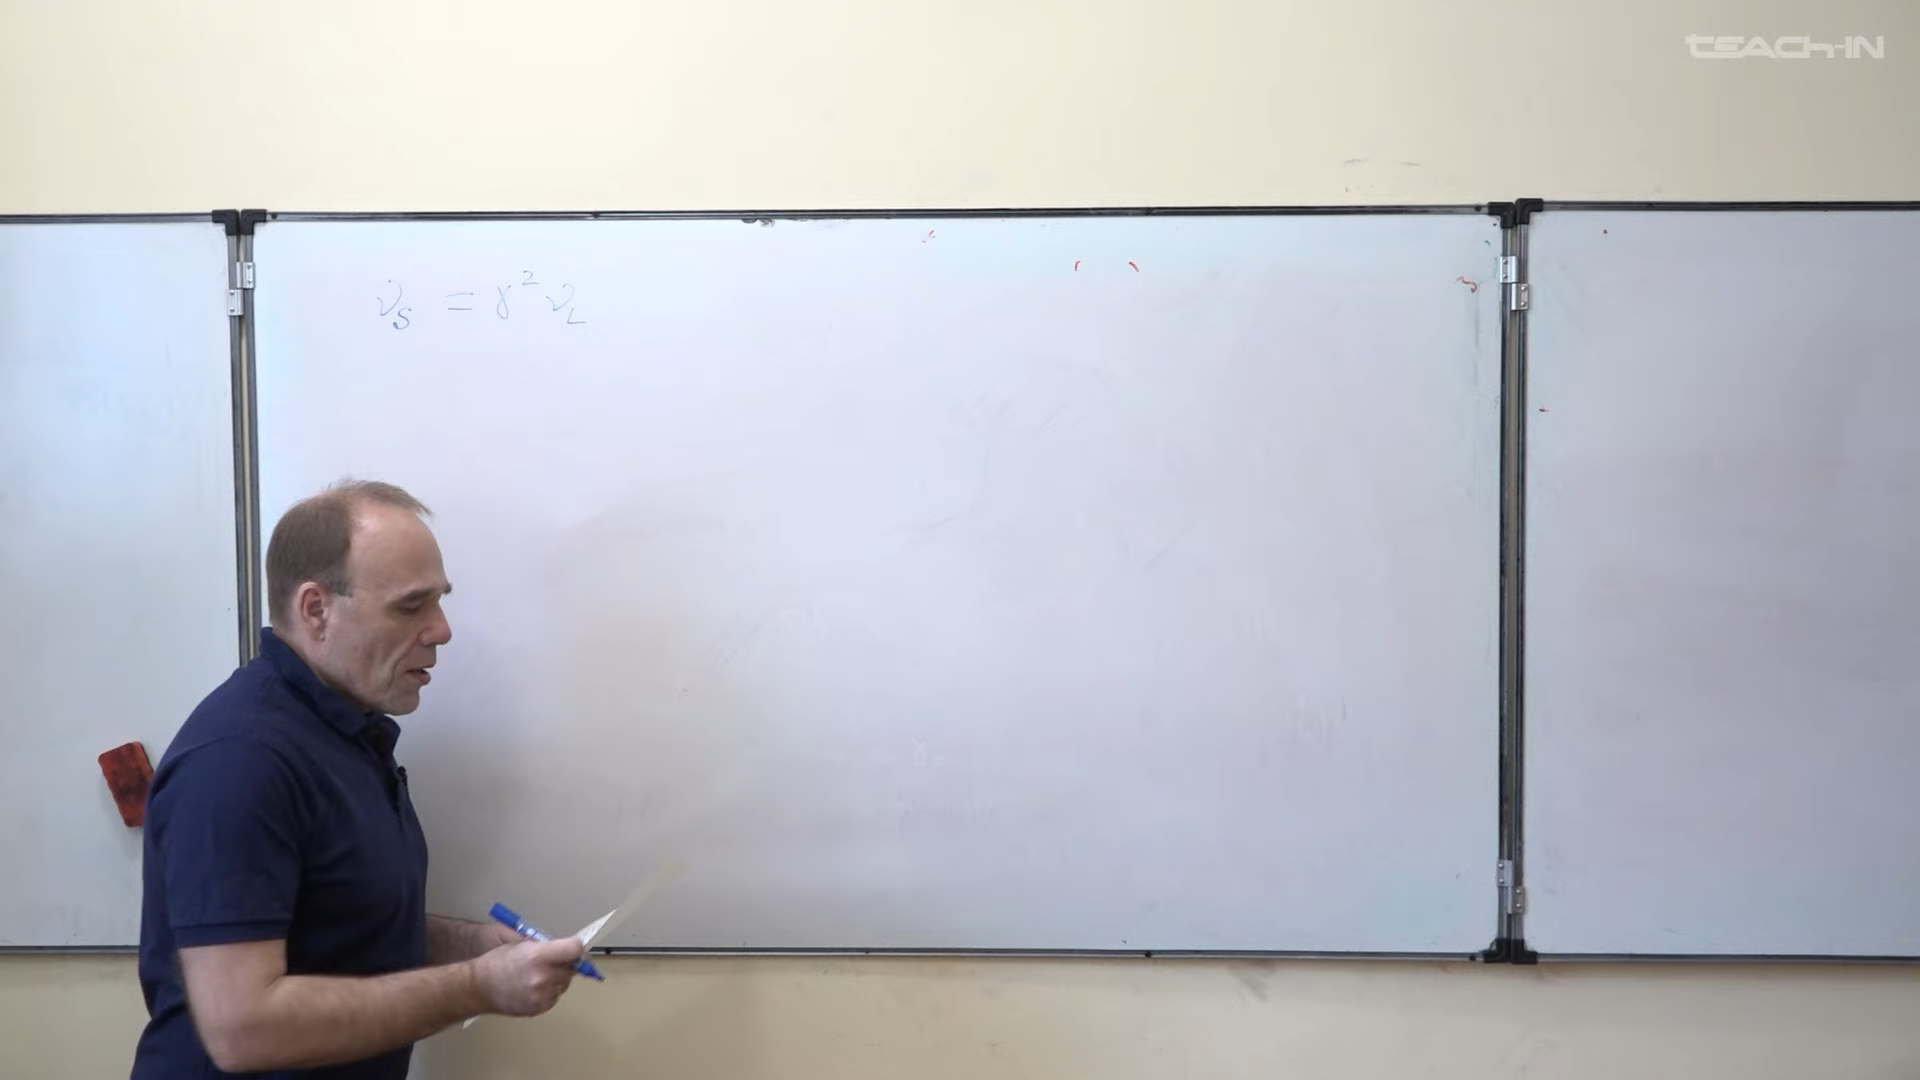 TEACH-IN
ν_S = γ² ν_L